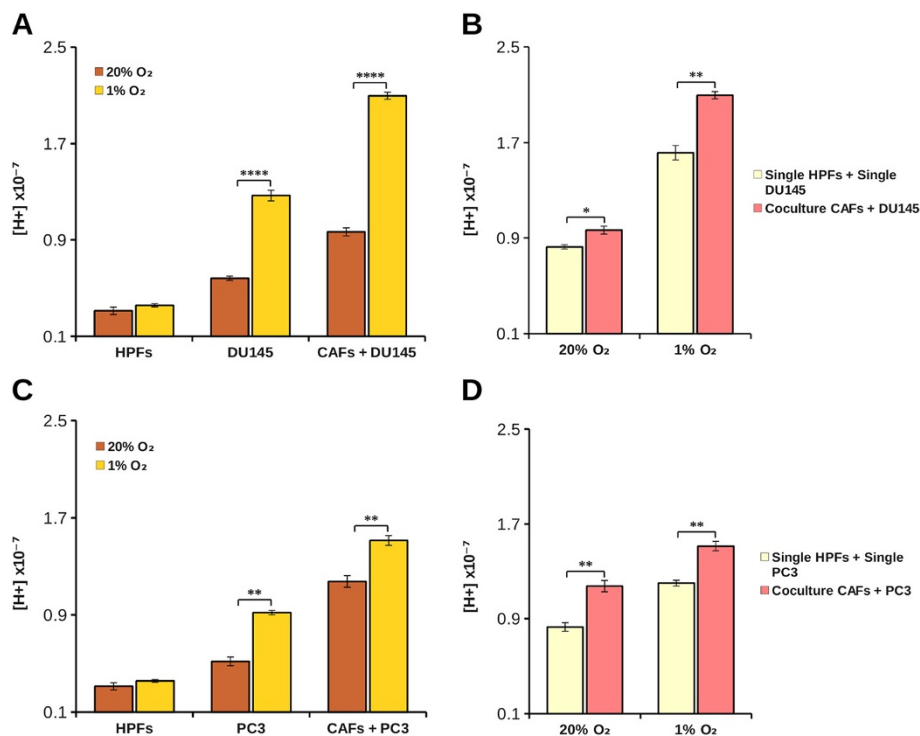 A
[H+] x10⁻⁷
2.5
1.7
0.9
0.1
20% O₂
1% O₂
****
****
HPFs
DU145
CAFs + DU145
B
[H+] x10⁻⁷
2.5
1.7
0.9
0.1
*
**
20% O₂
1% O₂
Single HPFs + Single
DU145
Coculture CAFs + DU145
C
[H+] x10⁻⁷
2.5
1.7
0.9
0.1
20% O₂
1% O₂
**
**
HPFs
PC3
CAFs + PC3
D
[H+] x10⁻⁷
2.5
1.7
0.9
0.1
**
**
20% O₂
1% O₂
Single HPFs + Single
PC3
Coculture CAFs + PC3